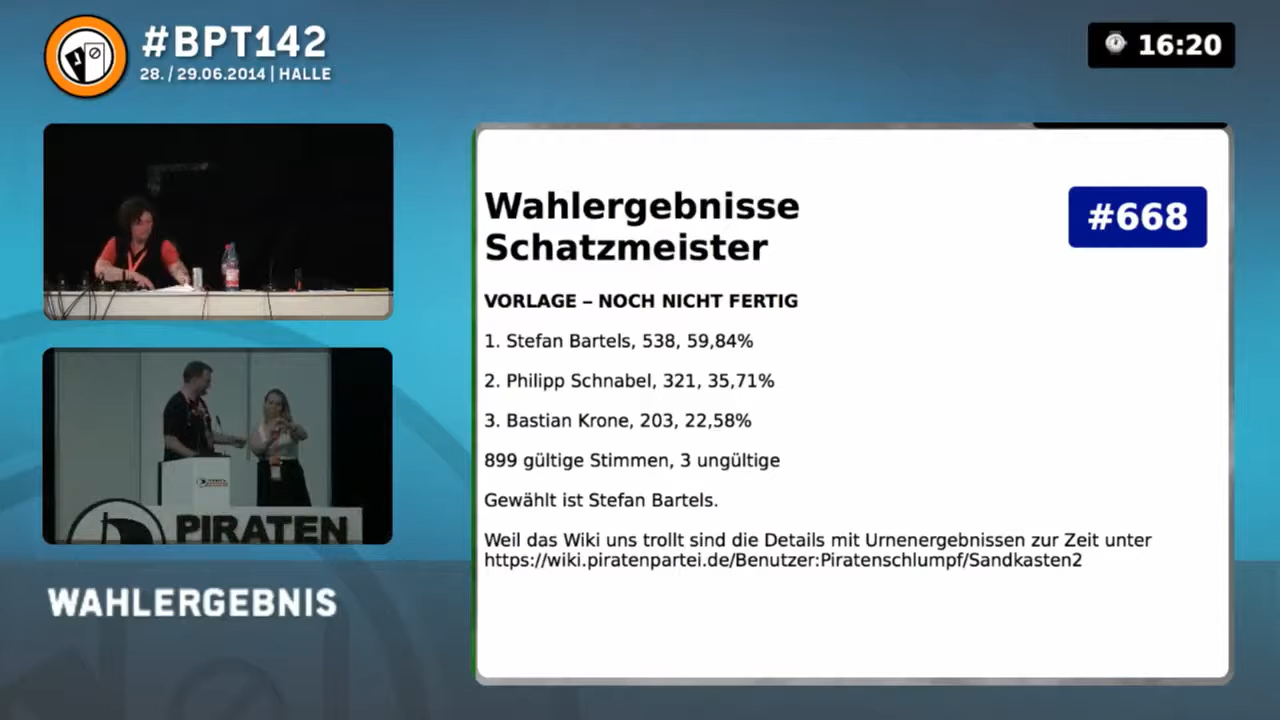 #BPT142
28. / 29.06.2014 | HALLE
16:20
Wahlergebnisse
Schatzmeister
#668
VORLAGE – NOCH NICHT FERTIG
1. Stefan Bartels, 538, 59,84%
2. Philipp Schnabel, 321, 35,71%
3. Bastian Krone, 203, 22,58%
899 gültige Stimmen, 3 ungültige
Gewählt ist Stefan Bartels.
Weil das Wiki uns trollt sind die Details mit Urnenergebnissen zur Zeit unter
https://wiki.piratenpartei.de/Benutzer:Piratenschlumpf/Sandkasten2
PIRATEN
WAHLERGEBNIS